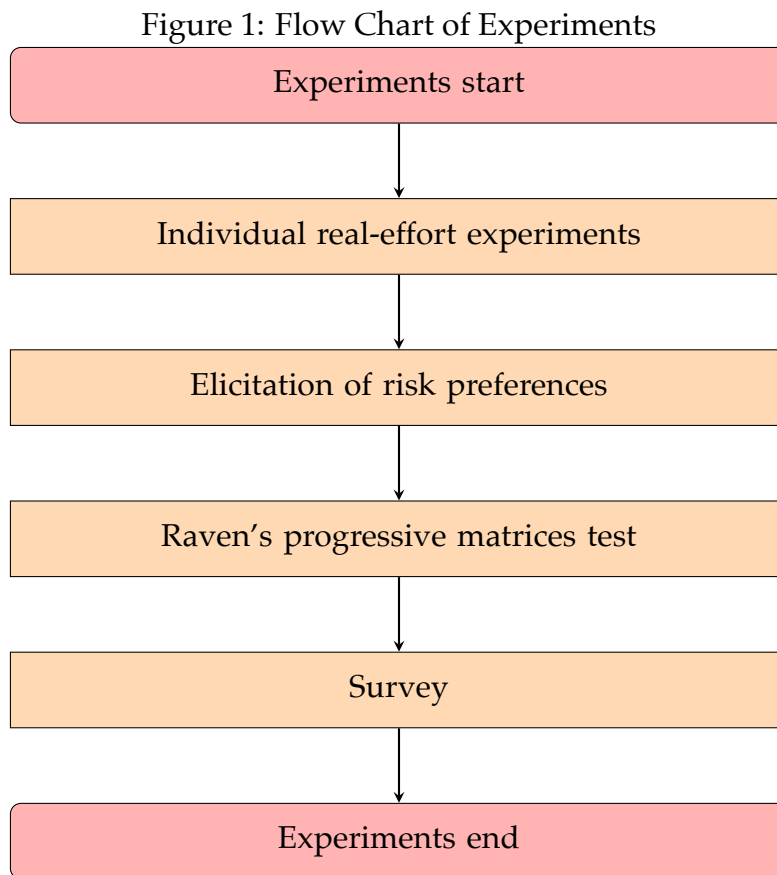 Figure 1: Flow Chart of Experiments
Experiments start
Individual real-effort experiments
Elicitation of risk preferences
Raven's progressive matrices test
Survey
Experiments end